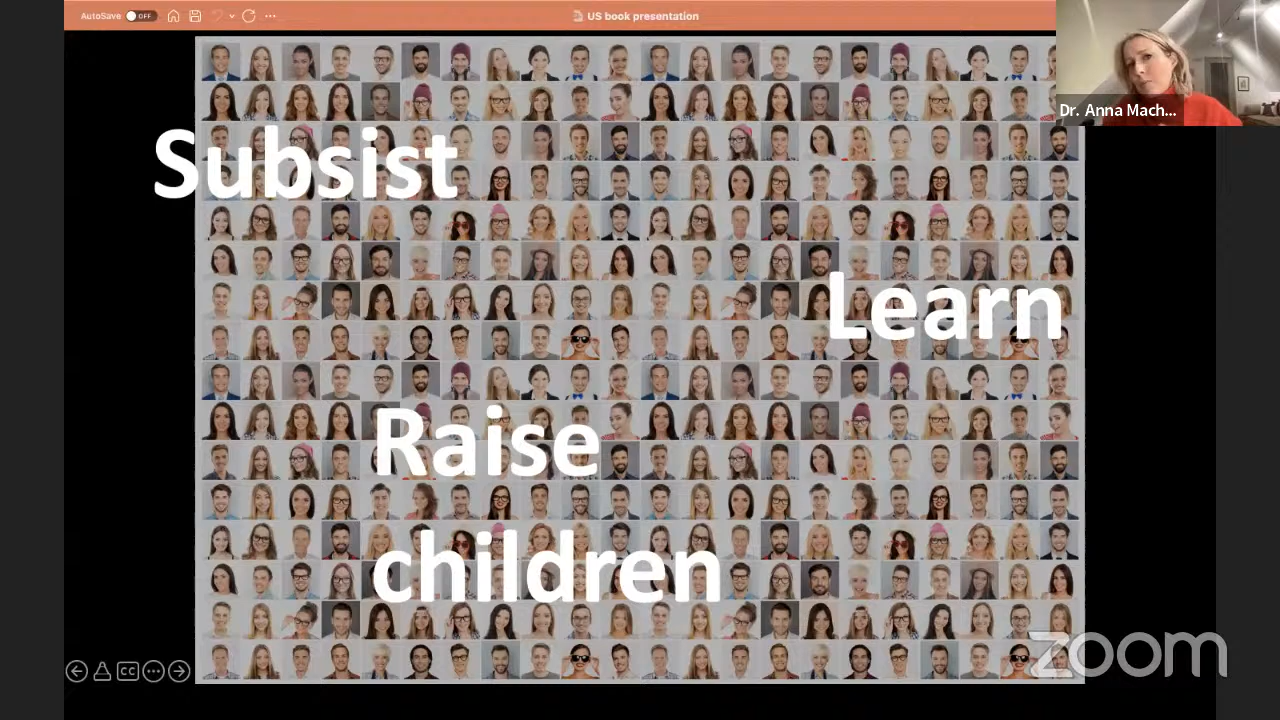 AutoSave OFF
US book presentation
Dr. Anna Mach...
Subsist
Learn
Raise
children
CC
zoom